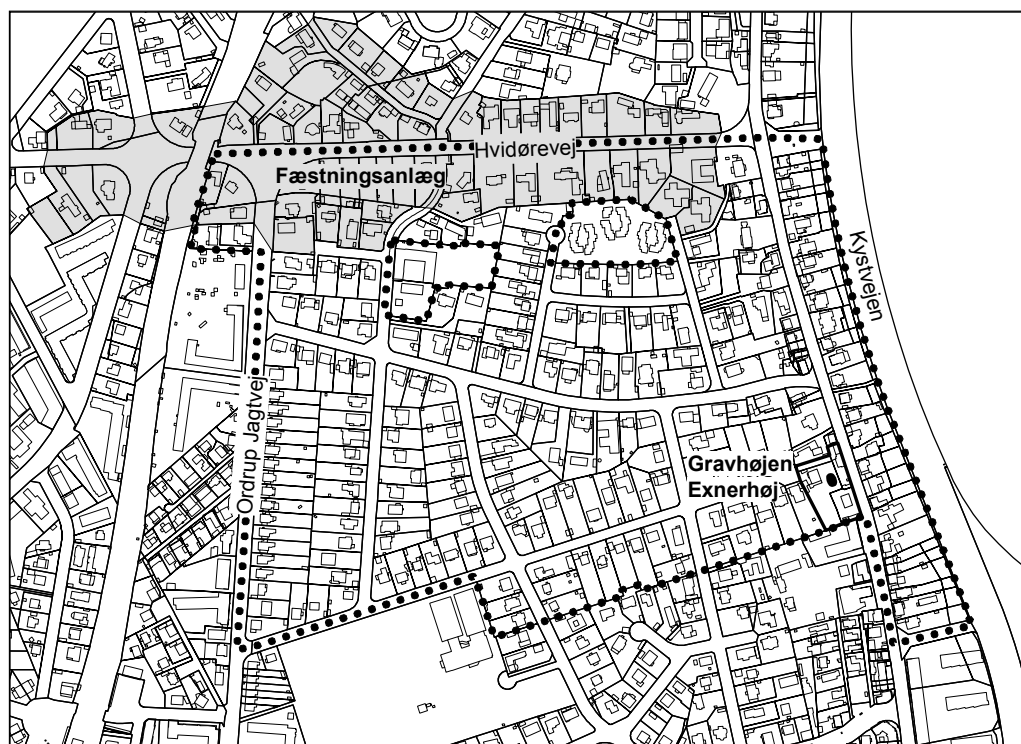 Hvidørevej
Fæstningsanlæg
Kystvejen
Ordrup Jagtvej
Gravhøjen
Exnerhøj